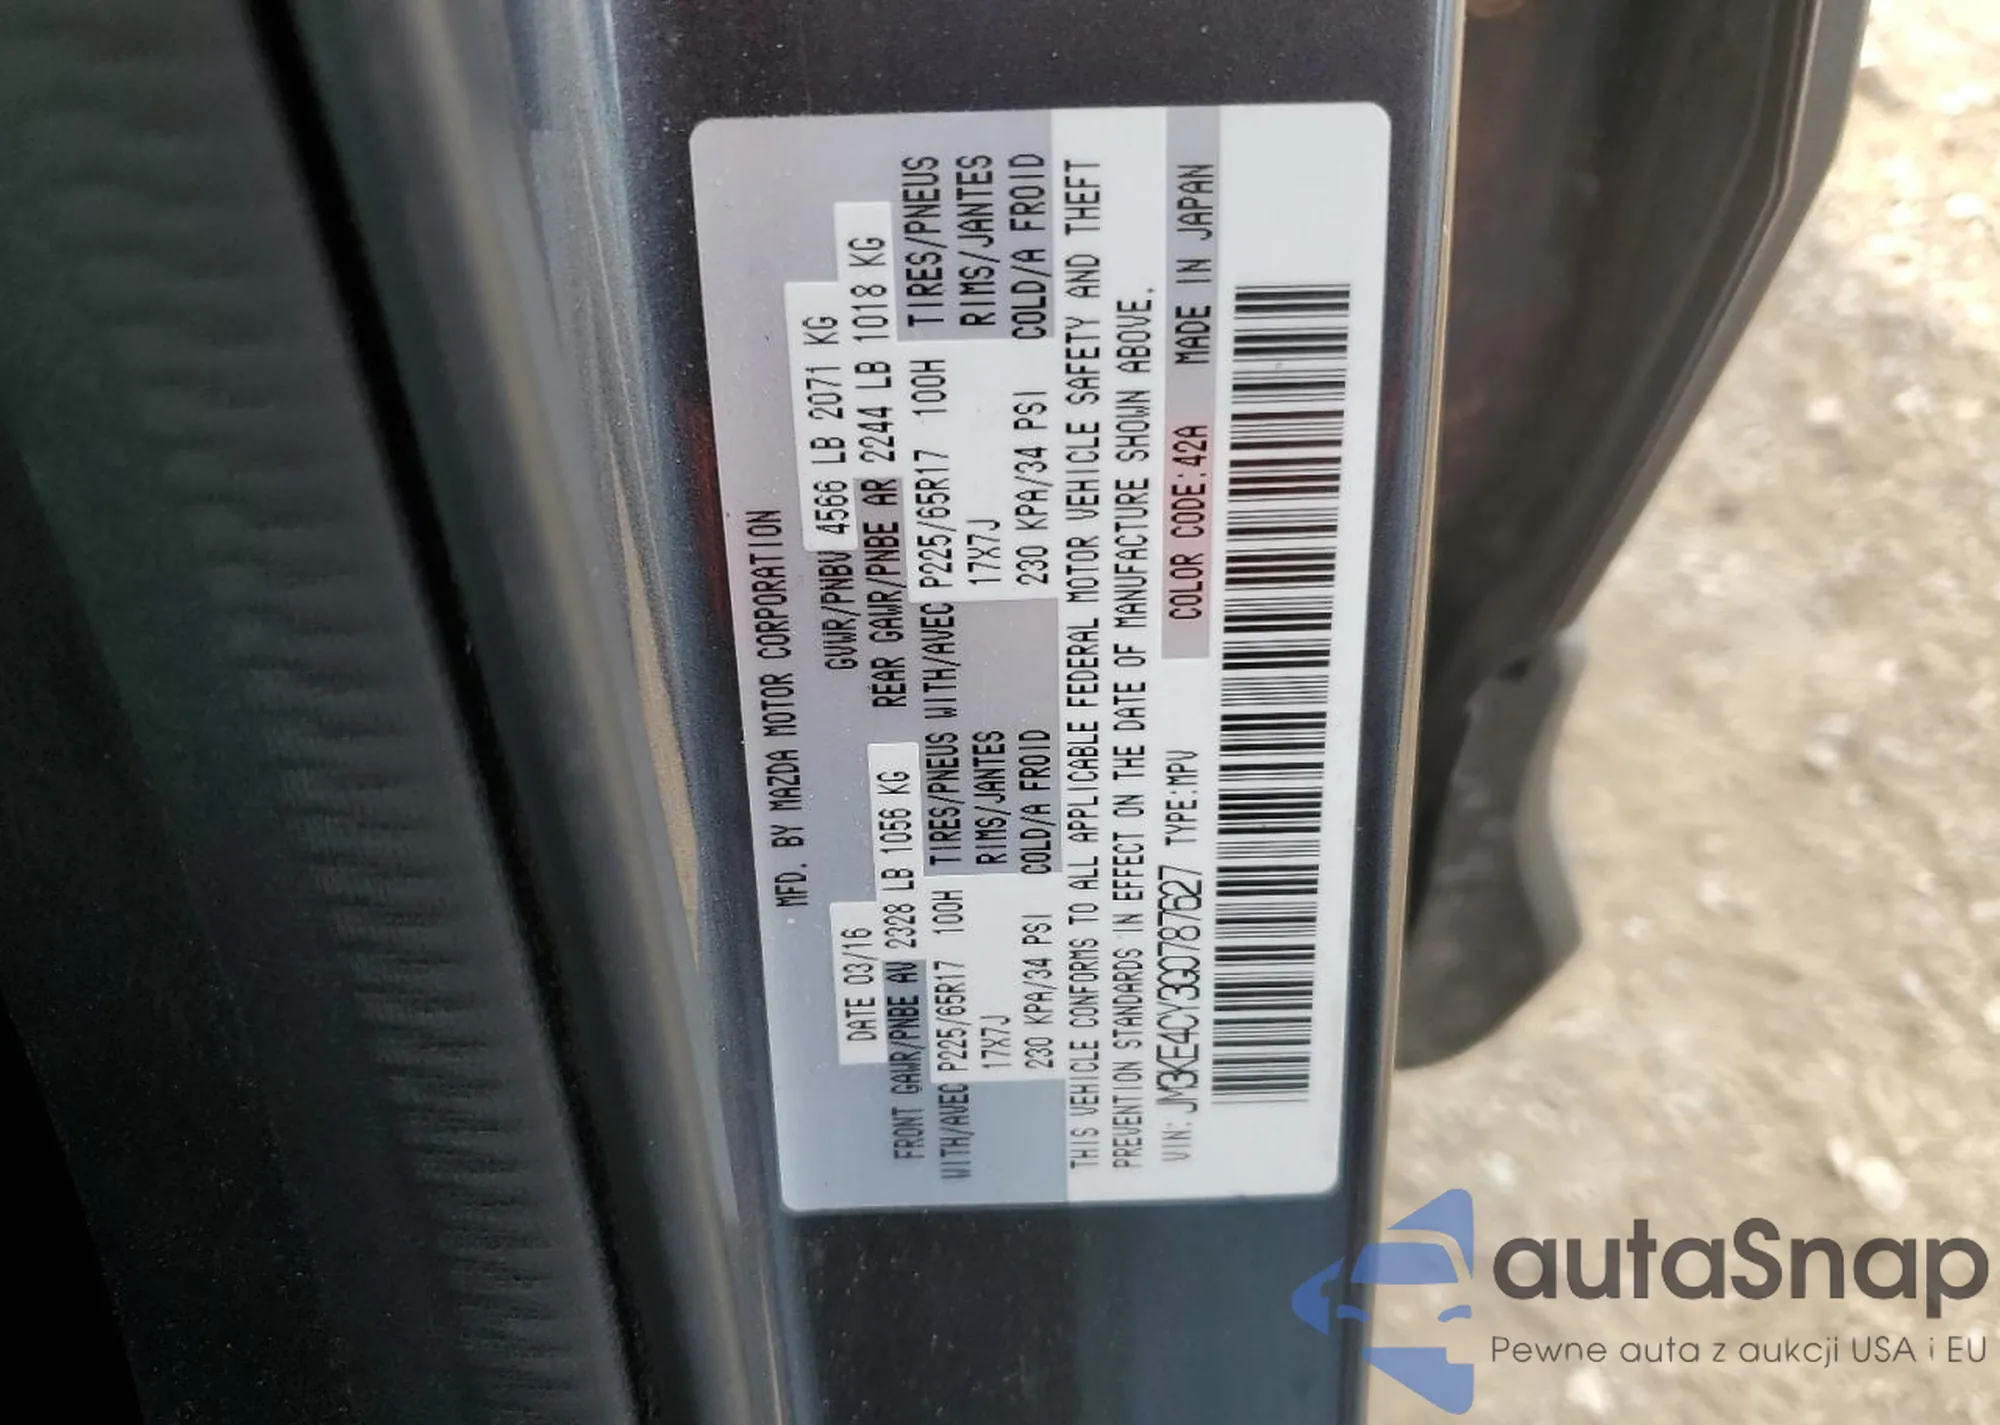 MFD. BY MAZDA MOTOR CORPORATION
DATE 03/16 GVWR/PNBV 4566 LB 2071 KG
FRONT GAWR/PNBE AV 2328 LB 1056 KG REAR GAWR/PNBE AR 2244 LB 1018 KG
WITH/AVEC P225/65R17 100H TIRES/PNEUS WITH/AVEC P225/65R17 100H TIRES/PNEUS
17X7J RIMS/JANTES 17X7J RIMS/JANTES
230 KPA/34 PSI COLD/A FROID 230 KPA/34 PSI COLD/A FROID
THIS VEHICLE CONFORMS TO ALL APPLICABLE FEDERAL MOTOR VEHICLE SAFETY AND THEFT
PREVENTION STANDARDS IN EFFECT ON THE DATE OF MANUFACTURE SHOWN ABOVE.
VIN: JM3KE4CY3G0787627 TYPE:MPV COLOR CODE:42A MADE IN JAPAN
autaSnap
Pewne auta z aukcji USA i EU